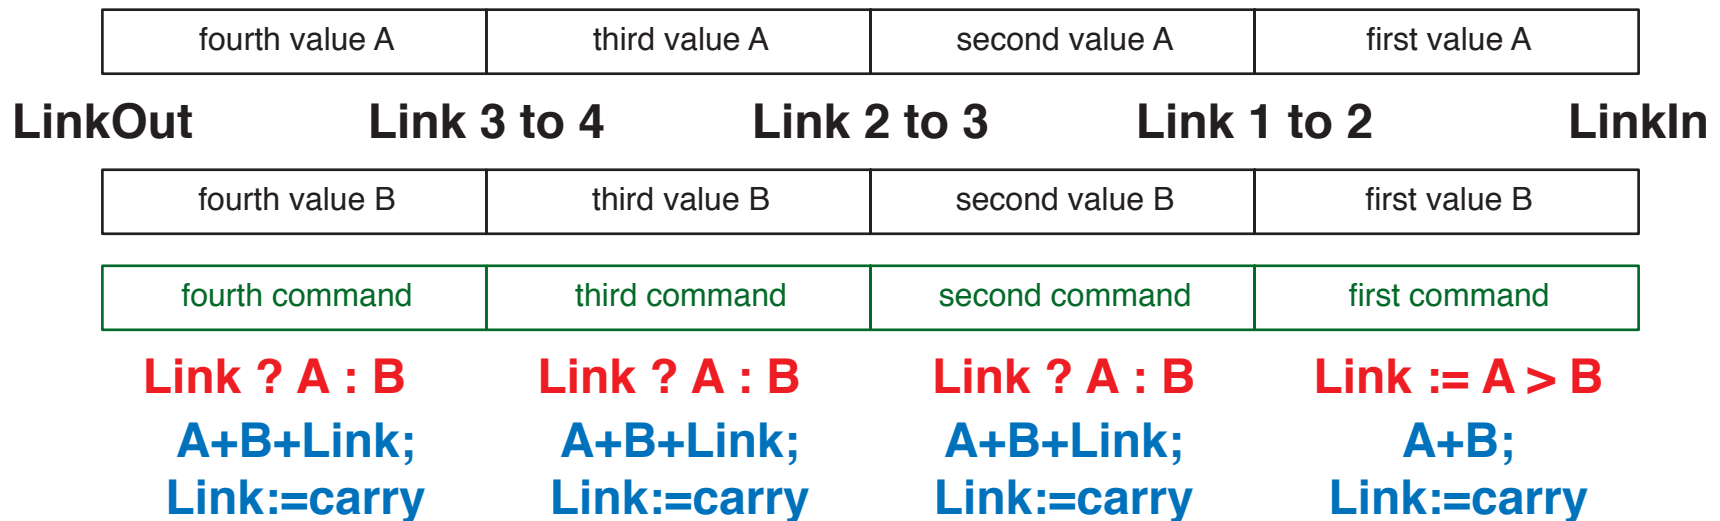 fourth value A third value A second value A first value A
LinkOut Link 3 to 4 Link 2 to 3 Link 1 to 2 LinkIn
fourth value B third value B second value B first value B
fourth command third command second command first command
Link ? A : B Link ? A : B Link ? A : B Link := A > B
A+B+Link; A+B+Link; A+B+Link; A+B;
Link:=carry Link:=carry Link:=carry Link:=carry